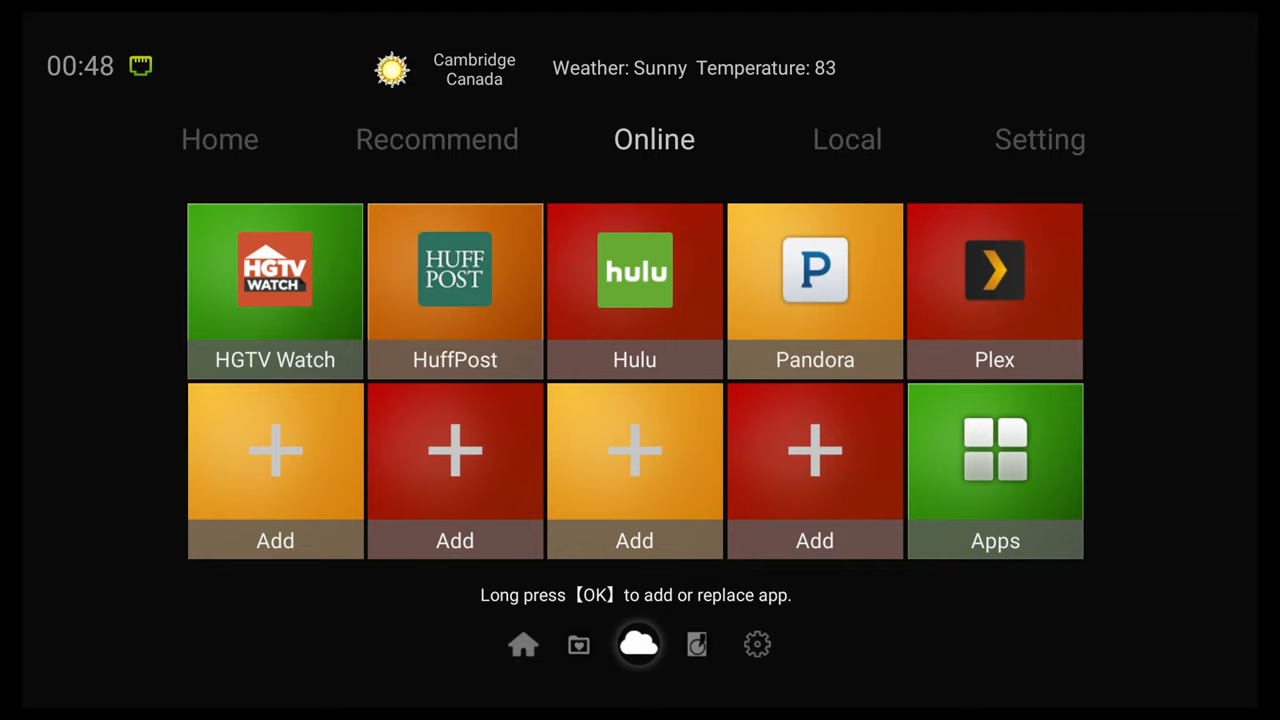 00:48
Cambridge
Canada
Weather: Sunny Temperature: 83
Home Recommend Online Local Setting
HGTV
WATCH
HUFF
POST
hulu
P
HGTV Watch HuffPost Hulu Pandora Plex
Add Add Add Add Apps
Long press【OK】to add or replace app.